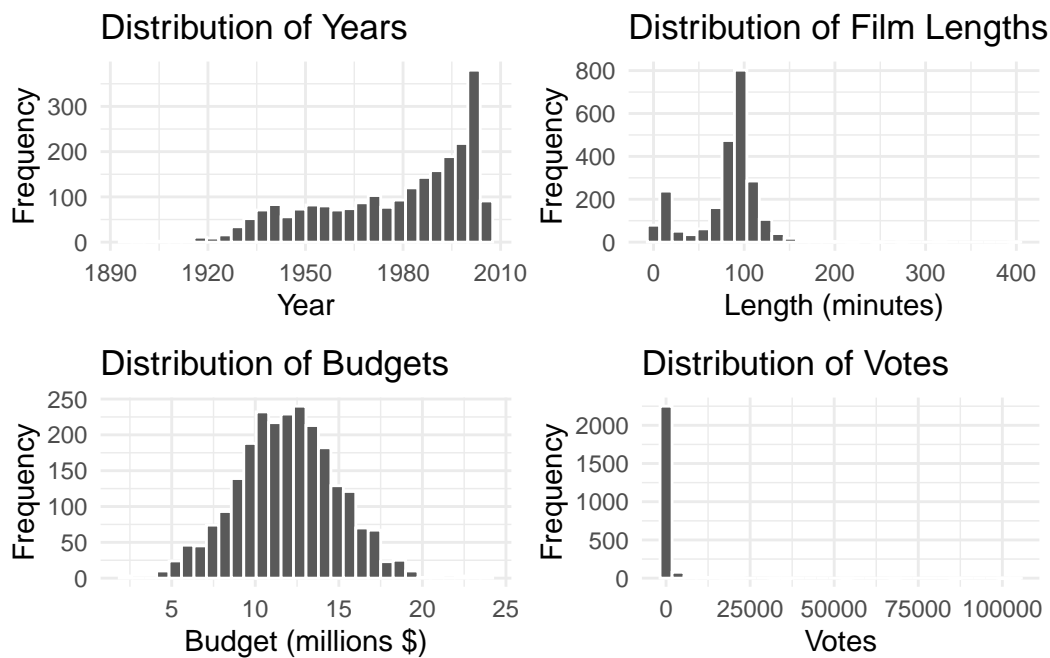 Distribution of Years
Frequency
300
200
100
0
1890 1920 1950 1980 2010
Year
Distribution of Film Lengths
Frequency
800
600
400
200
0
0 100 200 300 400
Length (minutes)
Distribution of Budgets
Frequency
250
200
150
100
50
0
5 10 15 20 25
Budget (millions $)
Distribution of Votes
Frequency
2000
1500
1000
500
0
0 25000 50000 75000 100000
Votes